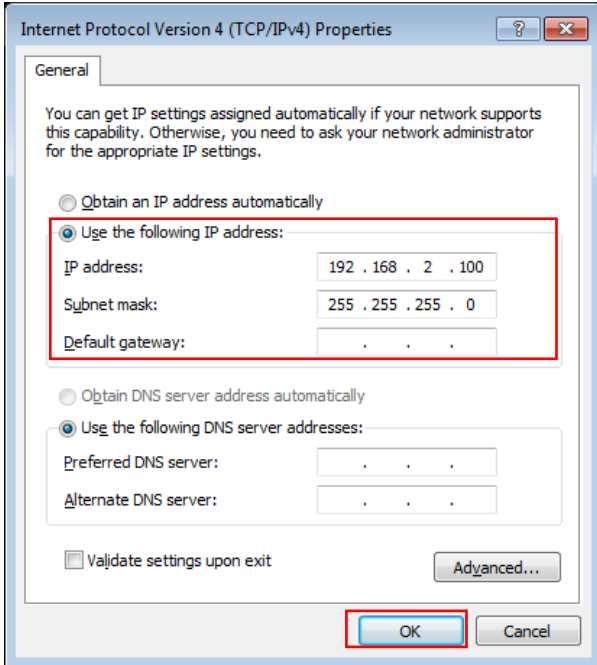 Internet Protocol Version 4 (TCP/IPv4) Properties
General
You can get IP settings assigned automatically if your network supports
this capability. Otherwise, you need to ask your network administrator
for the appropriate IP settings.
Obtain an IP address automatically
Use the following IP address:
IP address: 192 . 168 . 2 . 100
Subnet mask: 255 . 255 . 255 . 0
Default gateway: . . .
Obtain DNS server address automatically
Use the following DNS server addresses:
Preferred DNS server: . . .
Alternate DNS server: . . .
Validate settings upon exit
Advanced...
OK Cancel